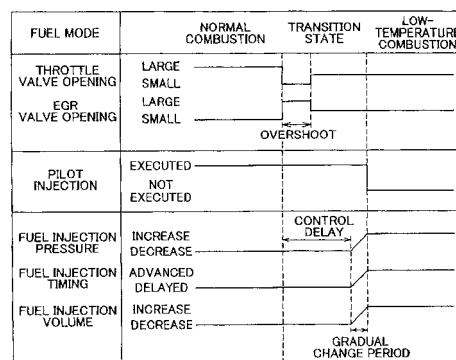 FUEL MODE
NORMAL COMBUSTION
TRANSITION STATE
LOW-TEMPERATURE COMBUSTION
THROTTLE VALVE OPENING
LARGE
SMALL
EGR VALVE OPENING
LARGE
SMALL
OVERSHOOT
PILOT INJECTION
EXECUTED
NOT EXECUTED
CONTROL DELAY
FUEL INJECTION PRESSURE
INCREASE
DECREASE
FUEL INJECTION TIMING
ADVANCED
DELAYED
FUEL INJECTION VOLUME
INCREASE
DECREASE
GRADUAL CHANGE PERIOD